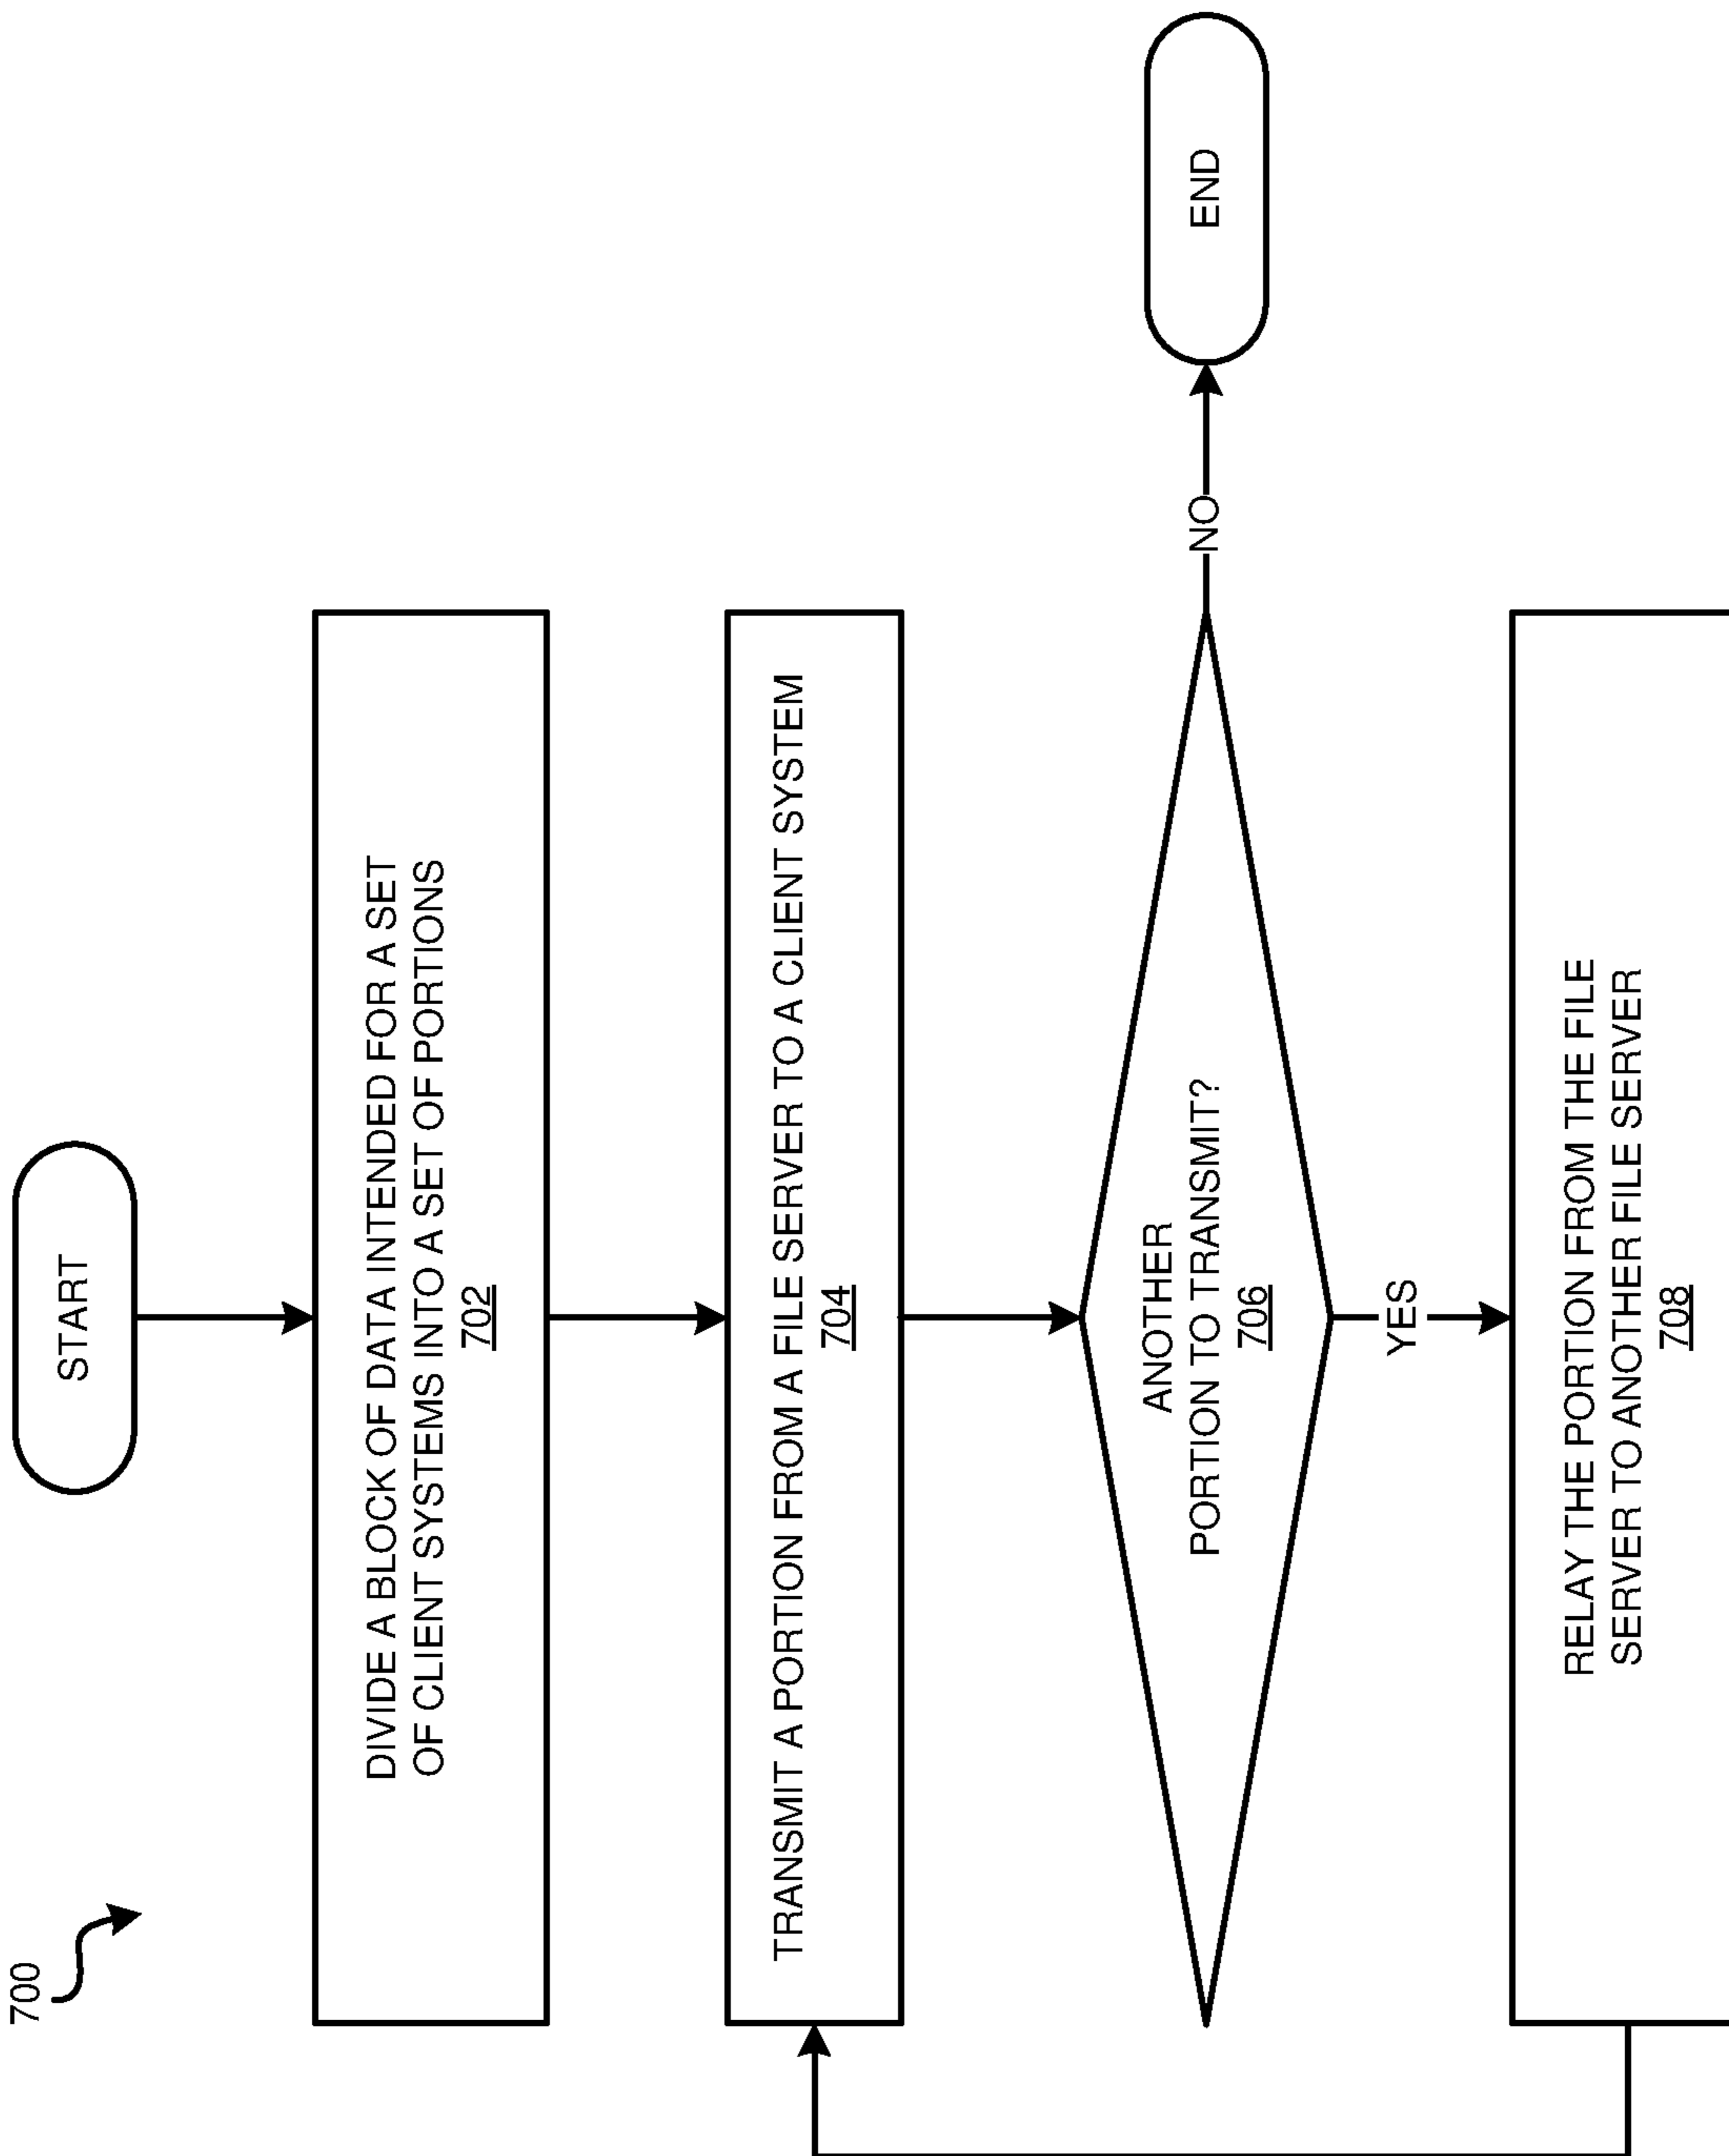 700
START
DIVIDE A BLOCK OF DATA INTENDED FOR A SET
OF CLIENT SYSTEMS INTO A SET OF PORTIONS
702
TRANSMIT A PORTION FROM A FILE SERVER TO A CLIENT SYSTEM
704
ANOTHER
PORTION TO TRANSMIT?
706
NO
END
YES
RELAY THE PORTION FROM THE FILE
SERVER TO ANOTHER FILE SERVER
708